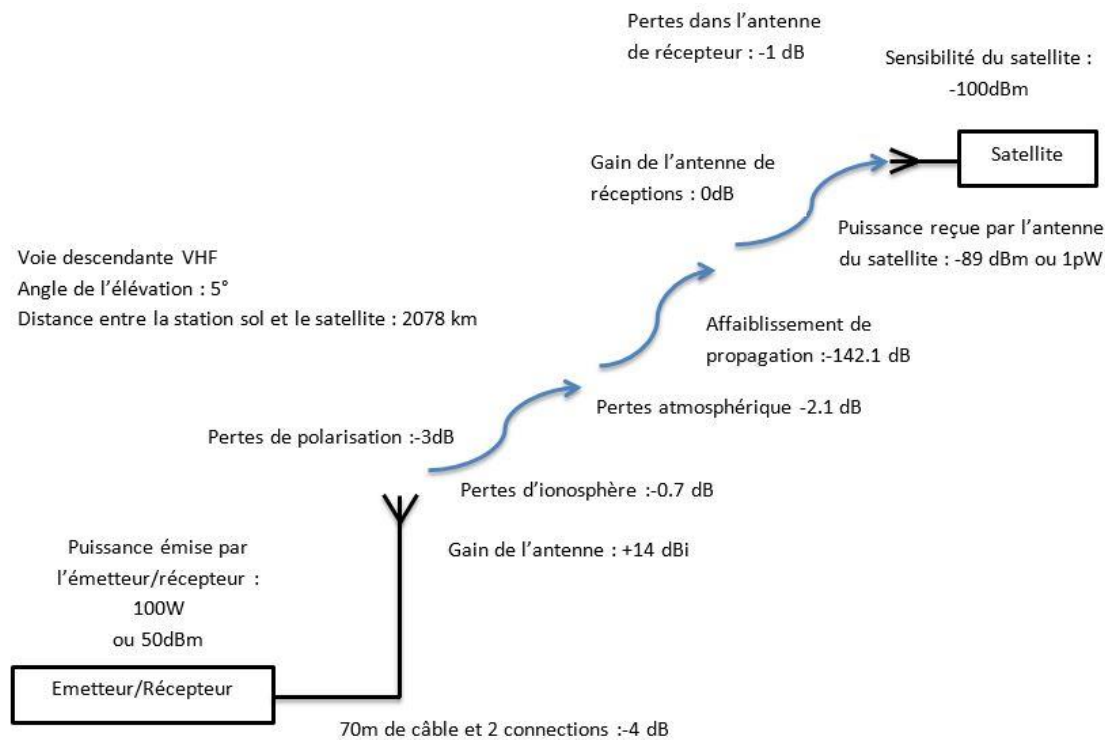 Pertes dans l'antenne
de récepteur : -1 dB
Sensibilité du satellite :
-100dBm
Satellite
Gain de l'antenne de
réceptions : 0dB
Puissance reçue par l'antenne
du satellite : -89 dBm ou 1pW
Voie descendante VHF
Angle de l'élévation : 5°
Distance entre la station sol et le satellite : 2078 km
Affaiblissement de
propagation :-142.1 dB
Pertes atmosphérique -2.1 dB
Pertes de polarisation :-3dB
Pertes d'ionosphère :-0.7 dB
Gain de l'antenne : +14 dBi
Puissance émise par
l'émetteur/récepteur :
100W
ou 50dBm
Emetteur/Récepteur
70m de câble et 2 connections :-4 dB